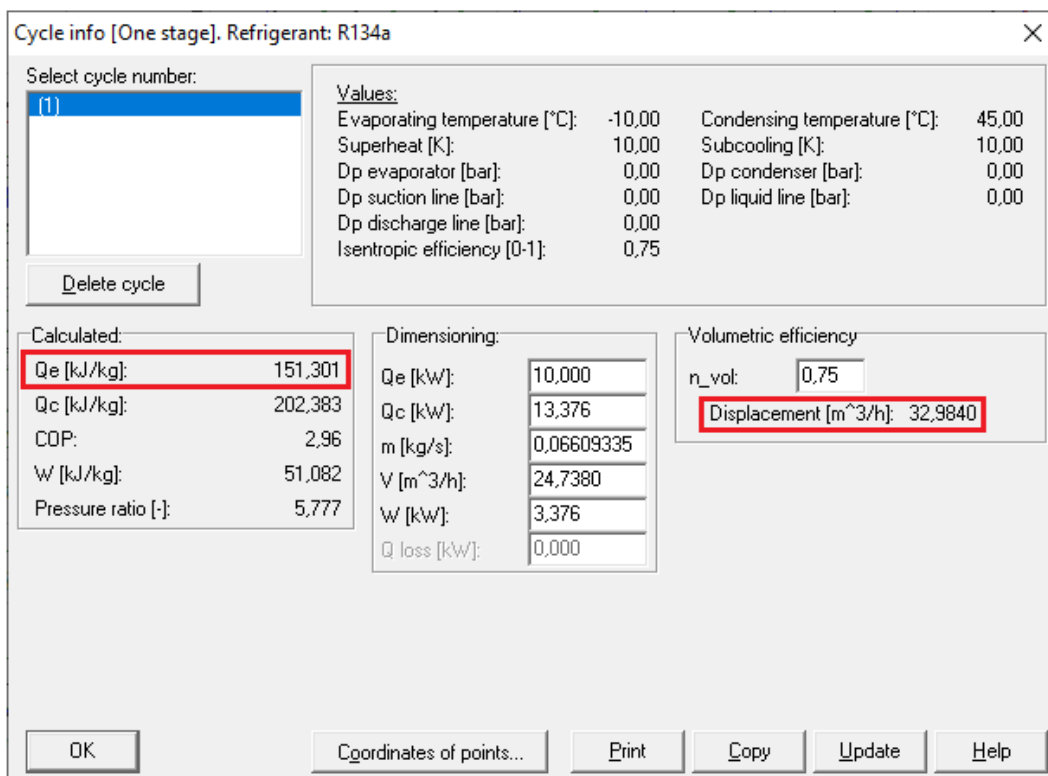 Cycle info [One stage]. Refrigerant: R134a
Select cycle number:
(1)
Delete cycle
Values:
Evaporating temperature [°C]: -10,00 Condensing temperature [°C]: 45,00
Superheat [K]: 10,00 Subcooling [K]: 10,00
Dp evaporator [bar]: 0,00 Dp condenser [bar]: 0,00
Dp suction line [bar]: 0,00 Dp liquid line [bar]: 0,00
Dp discharge line [bar]: 0,00
Isentropic efficiency [0-1]: 0,75
Calculated:
Qe [kJ/kg]: 151,301
Qc [kJ/kg]: 202,383
COP: 2,96
W [kJ/kg]: 51,082
Pressure ratio [-]: 5,777
Dimensioning:
Qe [kW]: 10,000
Qc [kW]: 13,376
m [kg/s]: 0,06609335
V [m^3/h]: 24,7380
W [kW]: 3,376
Q loss [kW]: 0,000
Volumetric efficiency
n_vol: 0,75
Displacement [m^3/h]: 32,9840
OK
Coordinates of points...
Print
Copy
Update
Help